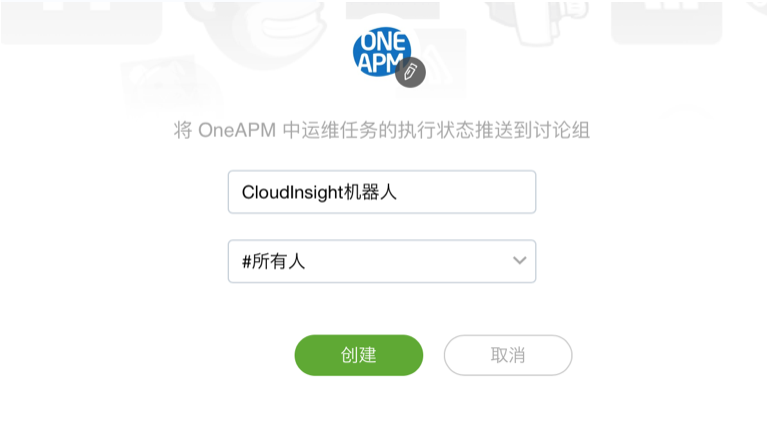 ONE
APM
将 OneAPM 中运维任务的执行状态推送到讨论组
CloudInsight机器人
#所有人
创建
取消